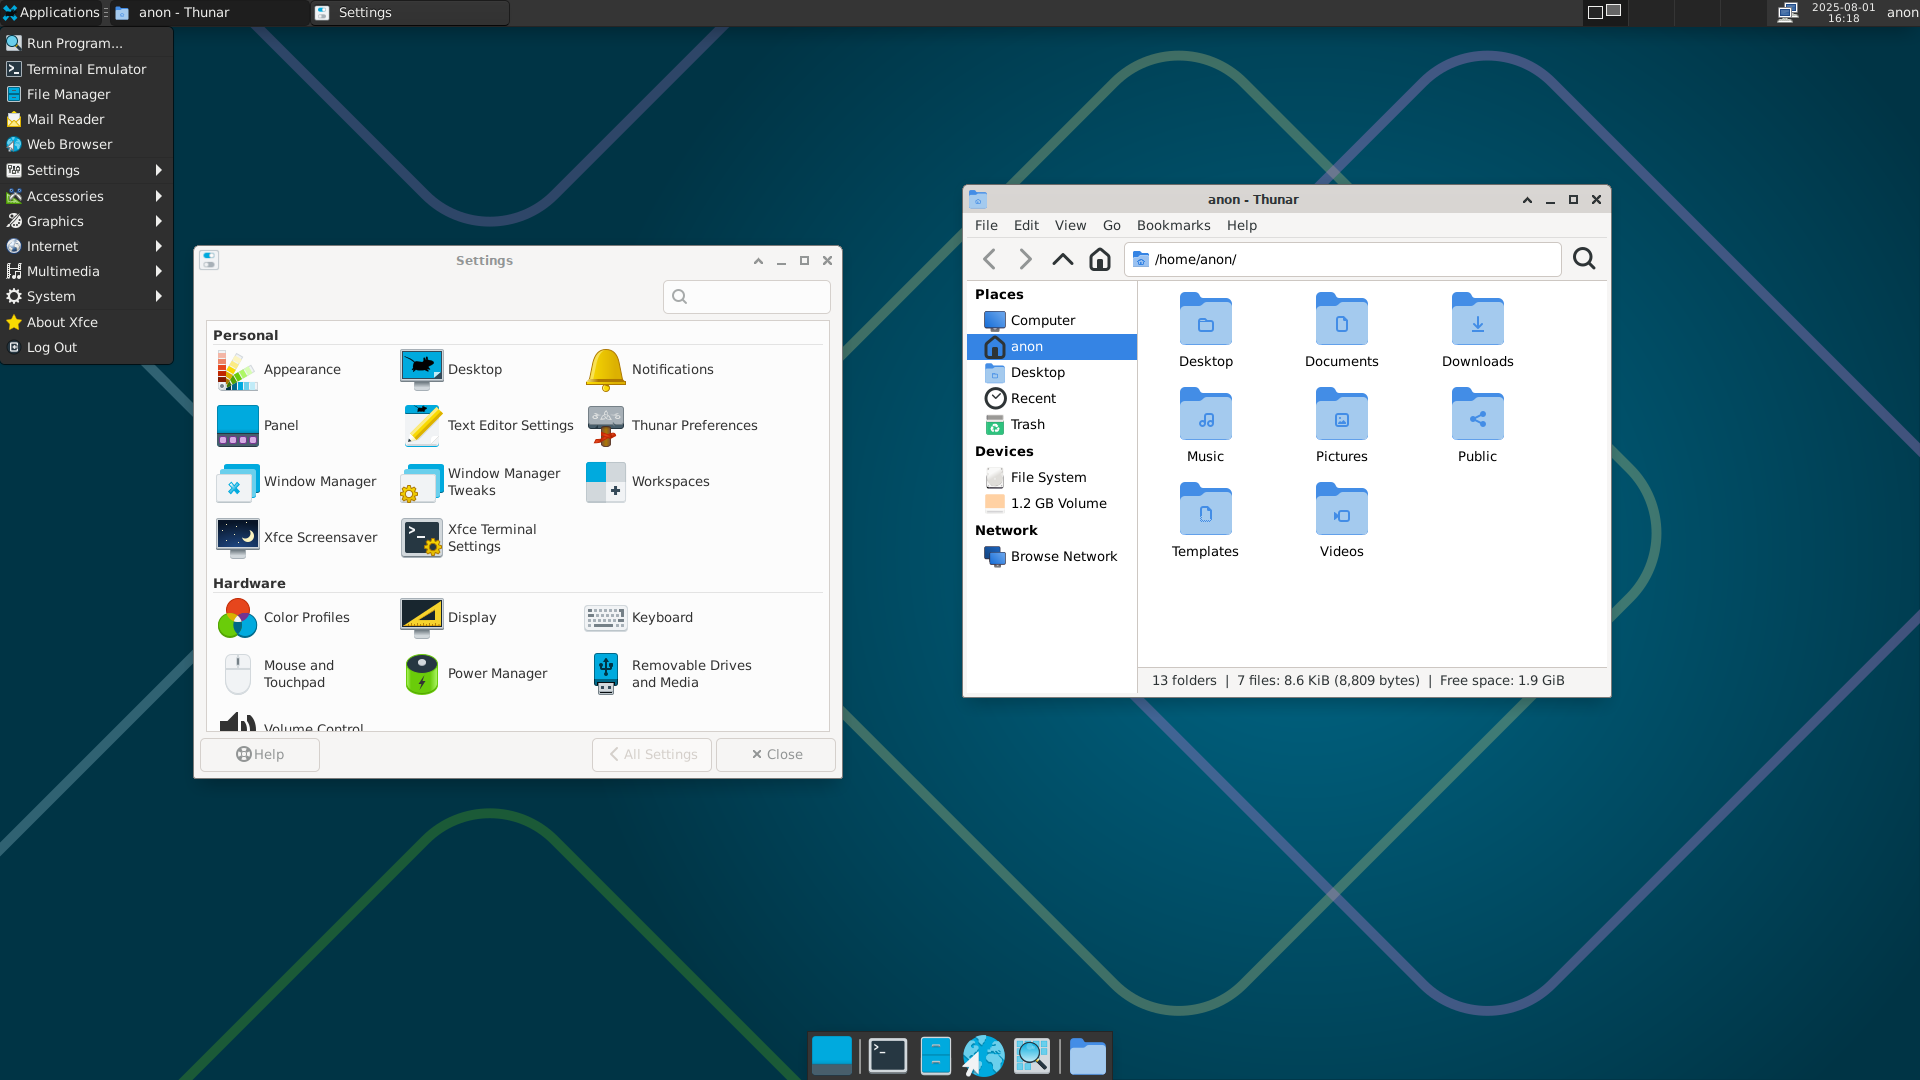 Applications
anon - Thunar
Settings
2025-08-01
16:18
anon
Run Program...
Terminal Emulator
File Manager
Mail Reader
Web Browser
Settings
Accessories
Graphics
Internet
Multimedia
System
About Xfce
Log Out
Settings
Personal
Appearance
Desktop
Notifications
Panel
Text Editor Settings
Thunar Preferences
Window Manager
Window Manager
Tweaks
Workspaces
Xfce Screensaver
Xfce Terminal
Settings
Hardware
Color Profiles
Display
Keyboard
Mouse and
Touchpad
Power Manager
Removable Drives
and Media
Volume Control
Help
All Settings
Close
anon - Thunar
File Edit View Go Bookmarks Help
/home/anon/
Places
Computer
anon
Desktop
Recent
Trash
Devices
File System
1.2 GB Volume
Network
Browse Network
Desktop
Documents
Downloads
Music
Pictures
Public
Templates
Videos
13 folders | 7 files: 8.6 KiB (8,809 bytes) | Free space: 1.9 GiB